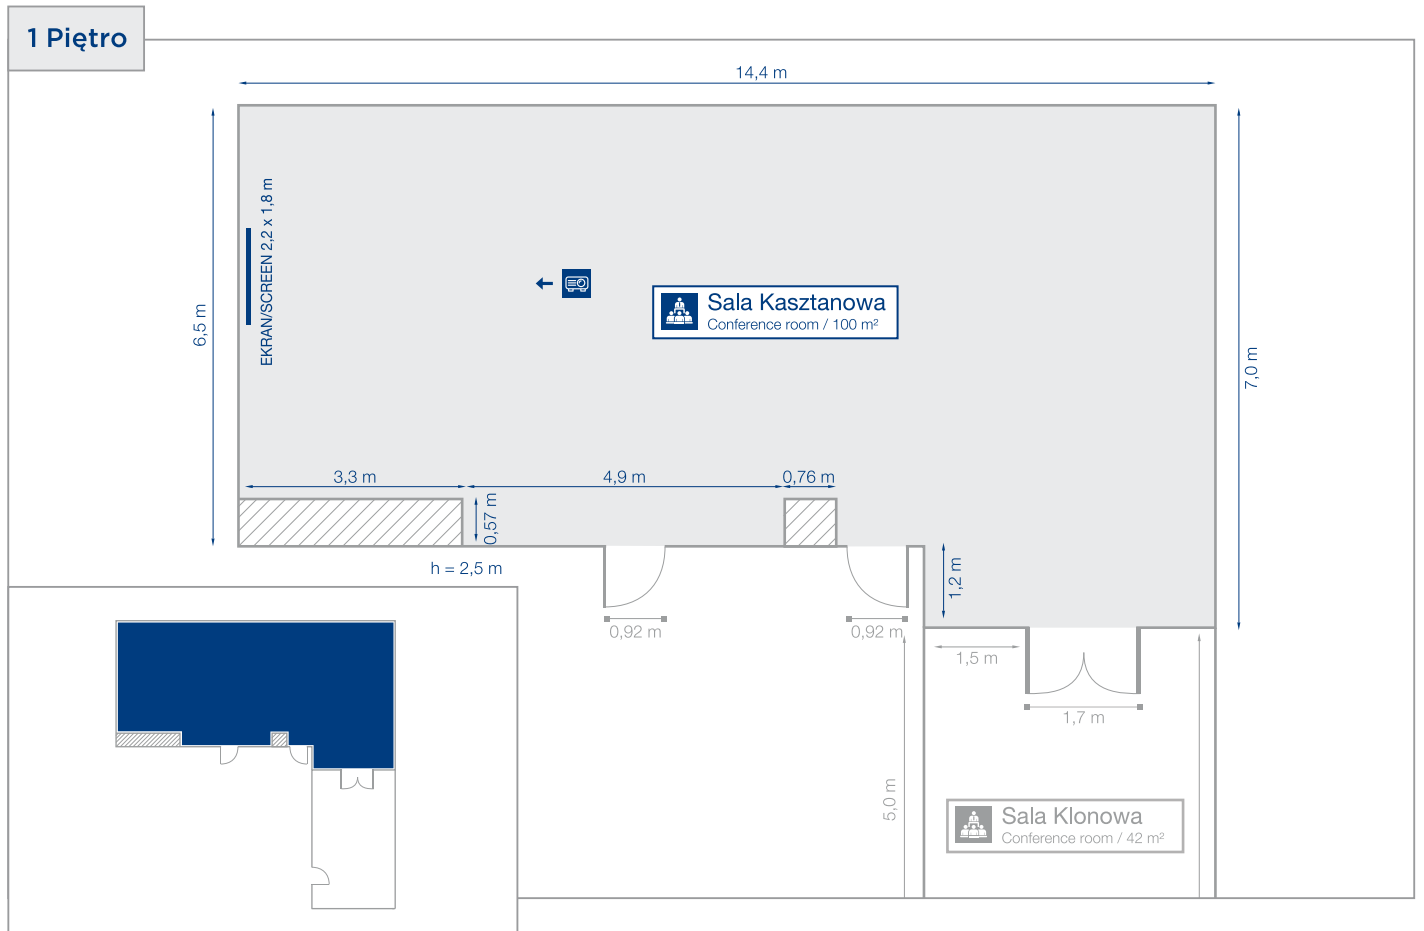 1 Piętro
14,4 m
6,5 m
EKRAN/SCREEN 2,2 x 1,8 m
Sala Kasztanowa
Conference room / 100 m²
7,0 m
3,3 m
4,9 m
0,76 m
0,57 m
h = 2,5 m
1,2 m
0,92 m
0,92 m
1,5 m
1,7 m
5,0 m
Sala Klonowa
Conference room / 42 m²